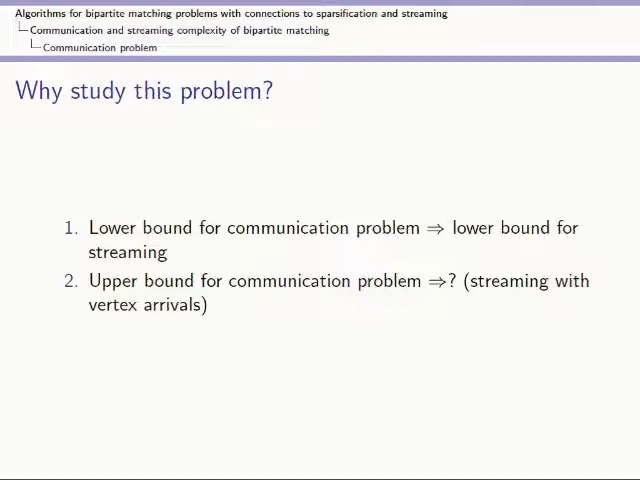 Algorithms for bipartite matching problems with connections to sparsification and streaming
Communication and streaming complexity of bipartite matching
Communication problem
Why study this problem?
1. Lower bound for communication problem ⇒ lower bound for
streaming
2. Upper bound for communication problem ⇒? (streaming with
vertex arrivals)